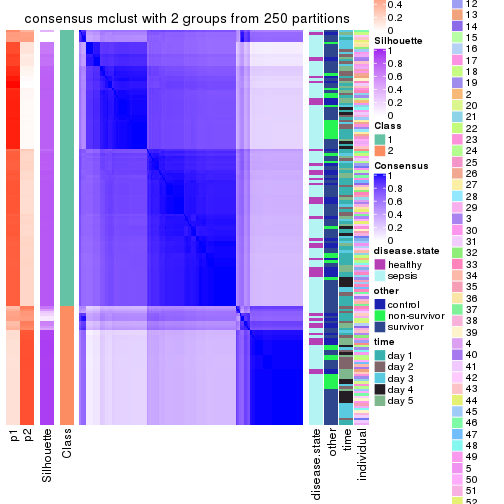 consensus mclust with 2 groups from 250 partitions
p1
p2
Silhouette
Class
disease.state
other
time
individual
0.4
0.2
0
Silhouette
1
0.8
0.6
0.4
0.2
0
Class
1
2
Consensus
1
0.8
0.6
0.4
0.2
0
disease.state
healthy
sepsis
other
control
non-survivor
survivor
time
day 1
day 2
day 3
day 4
day 5
12
13
14
15
16
17
18
19
2
20
21
22
23
24
25
26
27
28
29
3
30
31
32
33
34
35
36
37
38
39
4
40
41
42
43
44
45
46
47
48
49
5
50
51
52